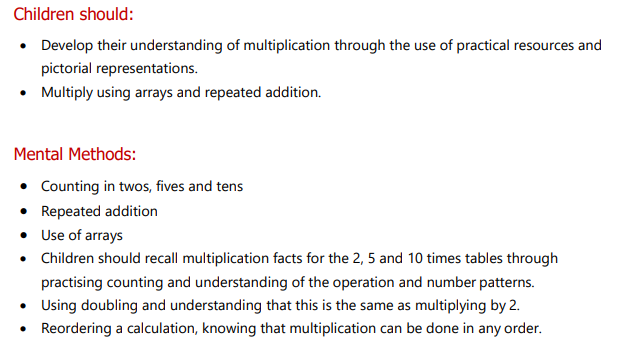 Children should:
• Develop their understanding of multiplication through the use of practical resources and
pictorial representations.
• Multiply using arrays and repeated addition.
Mental Methods:
• Counting in twos, fives and tens
• Repeated addition
• Use of arrays
• Children should recall multiplication facts for the 2, 5 and 10 times tables through
practising counting and understanding of the operation and number patterns.
• Using doubling and understanding that this is the same as multiplying by 2.
• Reordering a calculation, knowing that multiplication can be done in any order.